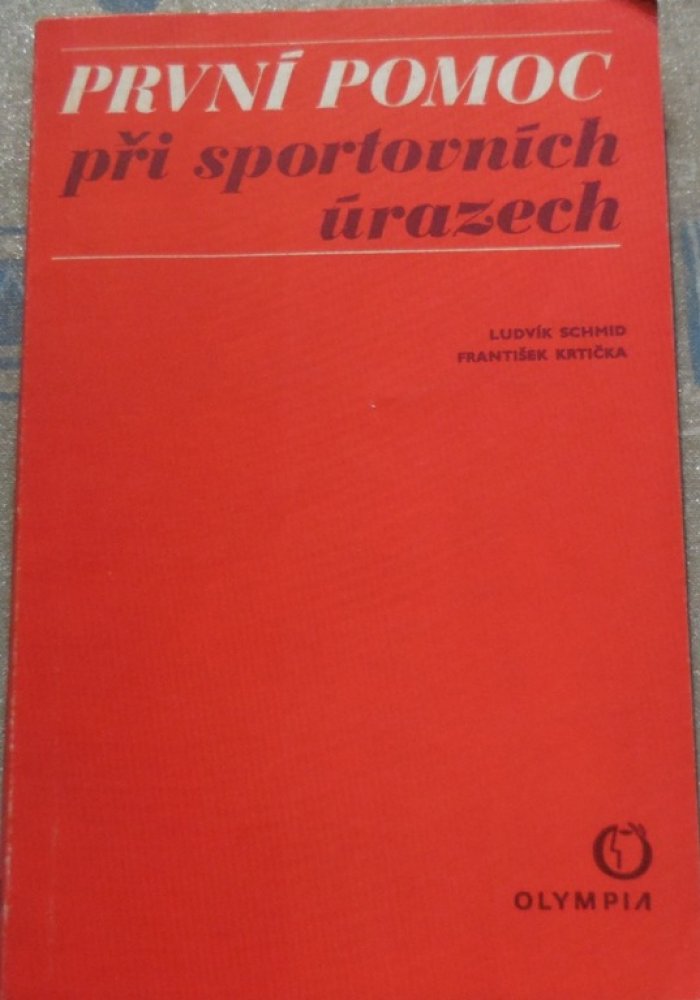 PRVNÍ POMOC
při sportovních
úrazech
LUDVÍK SCHMID
FRANTIŠEK KRTIČKA
OLYMPIA